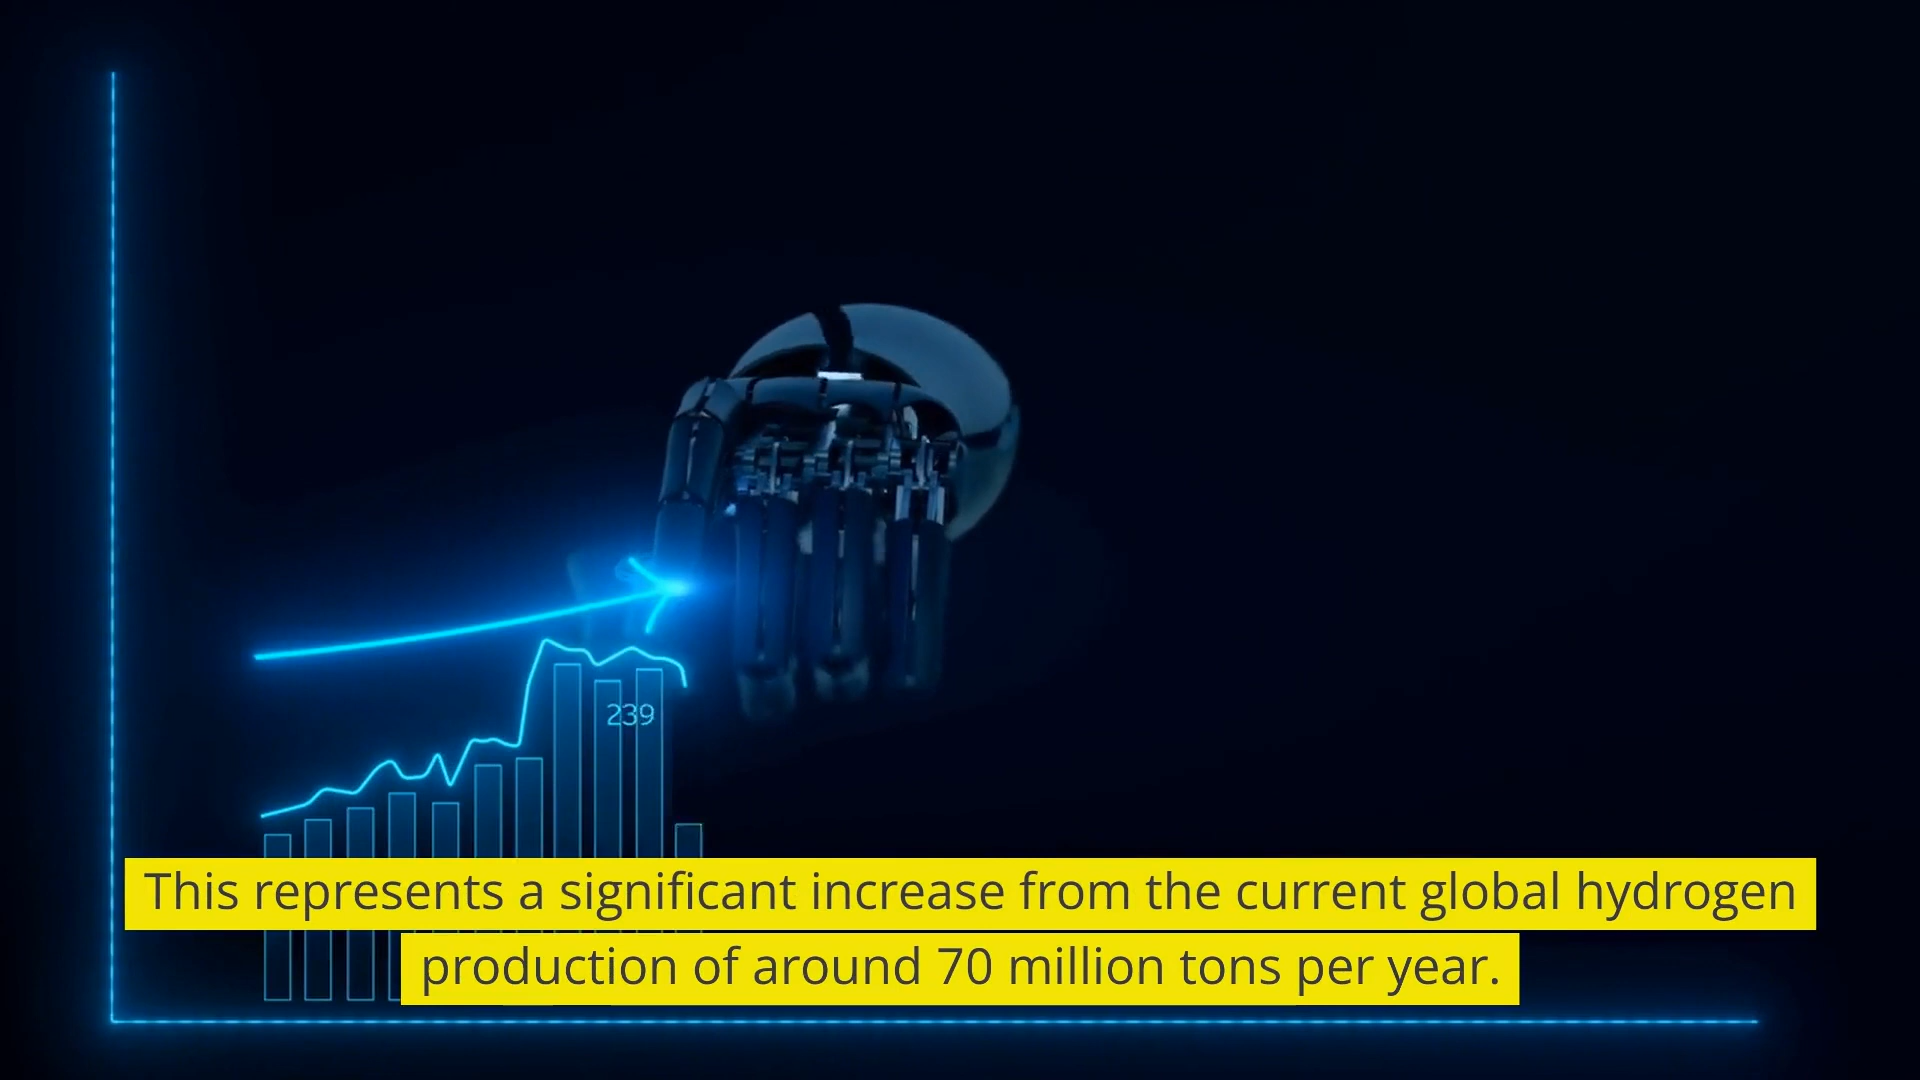 239
This represents a significant increase from the current global hydrogen
production of around 70 million tons per year.